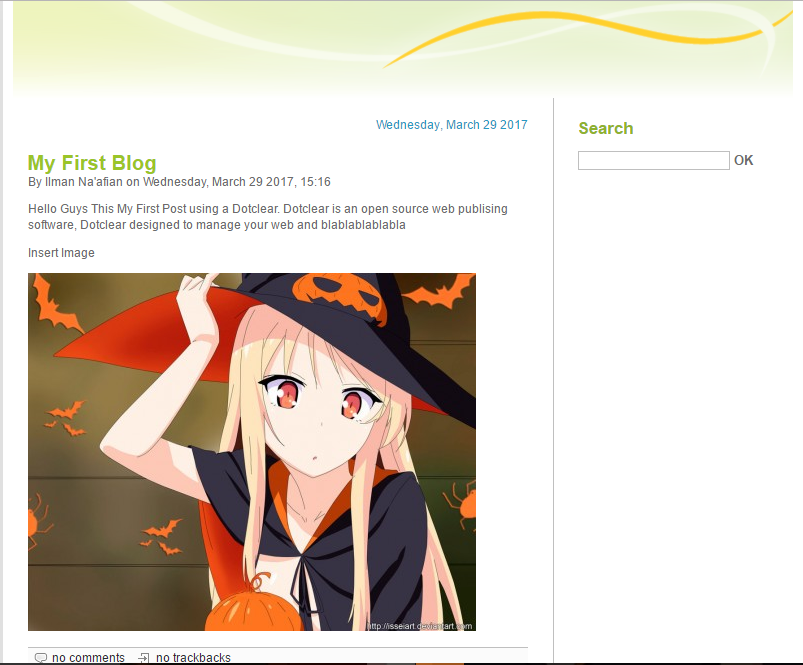 Wednesday, March 29 2017
Search
OK
My First Blog
By Ilman Na'afian on Wednesday, March 29 2017, 15:16
Hello Guys This My First Post using a Dotclear. Dotclear is an open source web publising
software, Dotclear designed to manage your web and blablablablabla
Insert Image
http://isseiart.deviantart.com
no comments no trackbacks